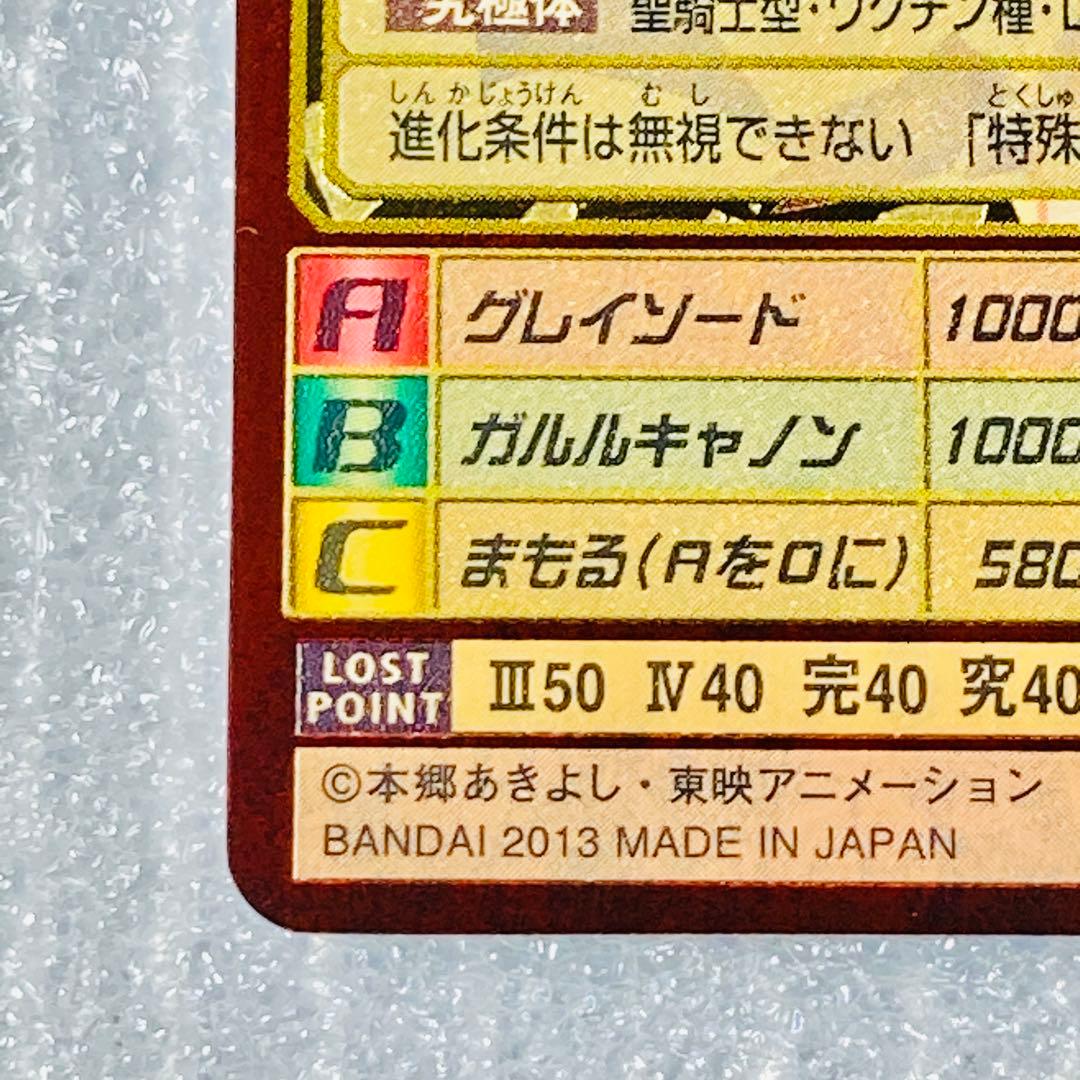 究極体 聖騎士型・ワクチン種・
しんかじょうけん むし とくしゅ
進化条件は無視できない 「特殊
A グレイソード 1000
B ガルルキャノン 1000
C まもる(Aを0に) 580
LOST POINT Ⅲ50 Ⅳ40 完40 究40
©本郷あきよし・東映アニメーション
BANDAI 2013 MADE IN JAPAN